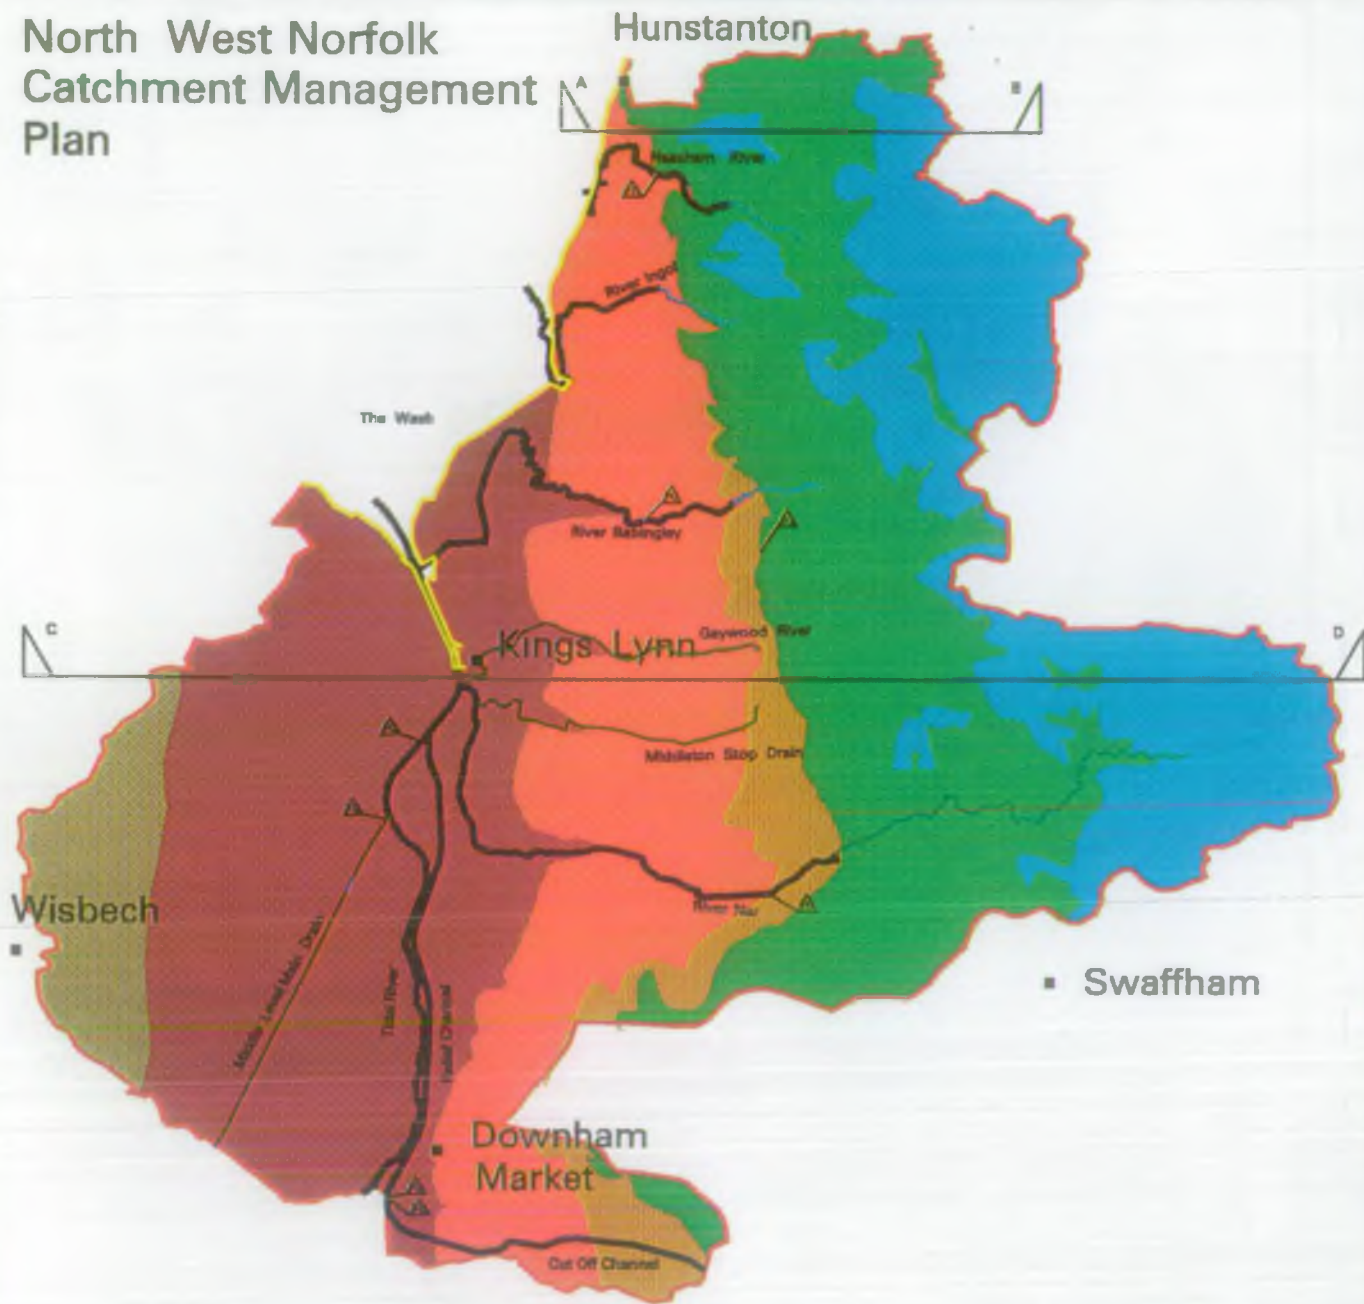 North West Norfolk
Catchment Management
Plan
Hunstanton
A
B
Heacham River
River Ingol
The Wash
River Babingley
Gaywood River
Kings Lynn
C
D
Middleton Stop Drain
River Nar
Wisbech
Middle Level Main Drain
Tidal River
Relief Channel
Swaffham
Downham
Market
Cut Off Channel